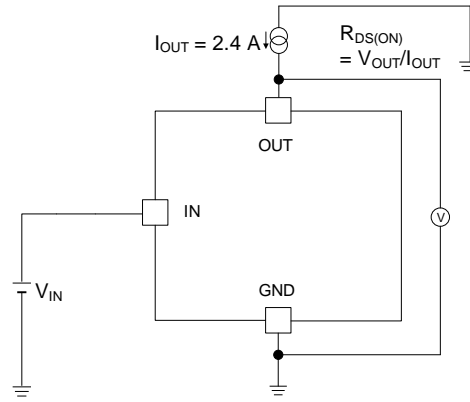 I_OUT = 2.4 A
R_DS(ON)
= V_OUT/I_OUT
OUT
IN
V
V_IN
GND